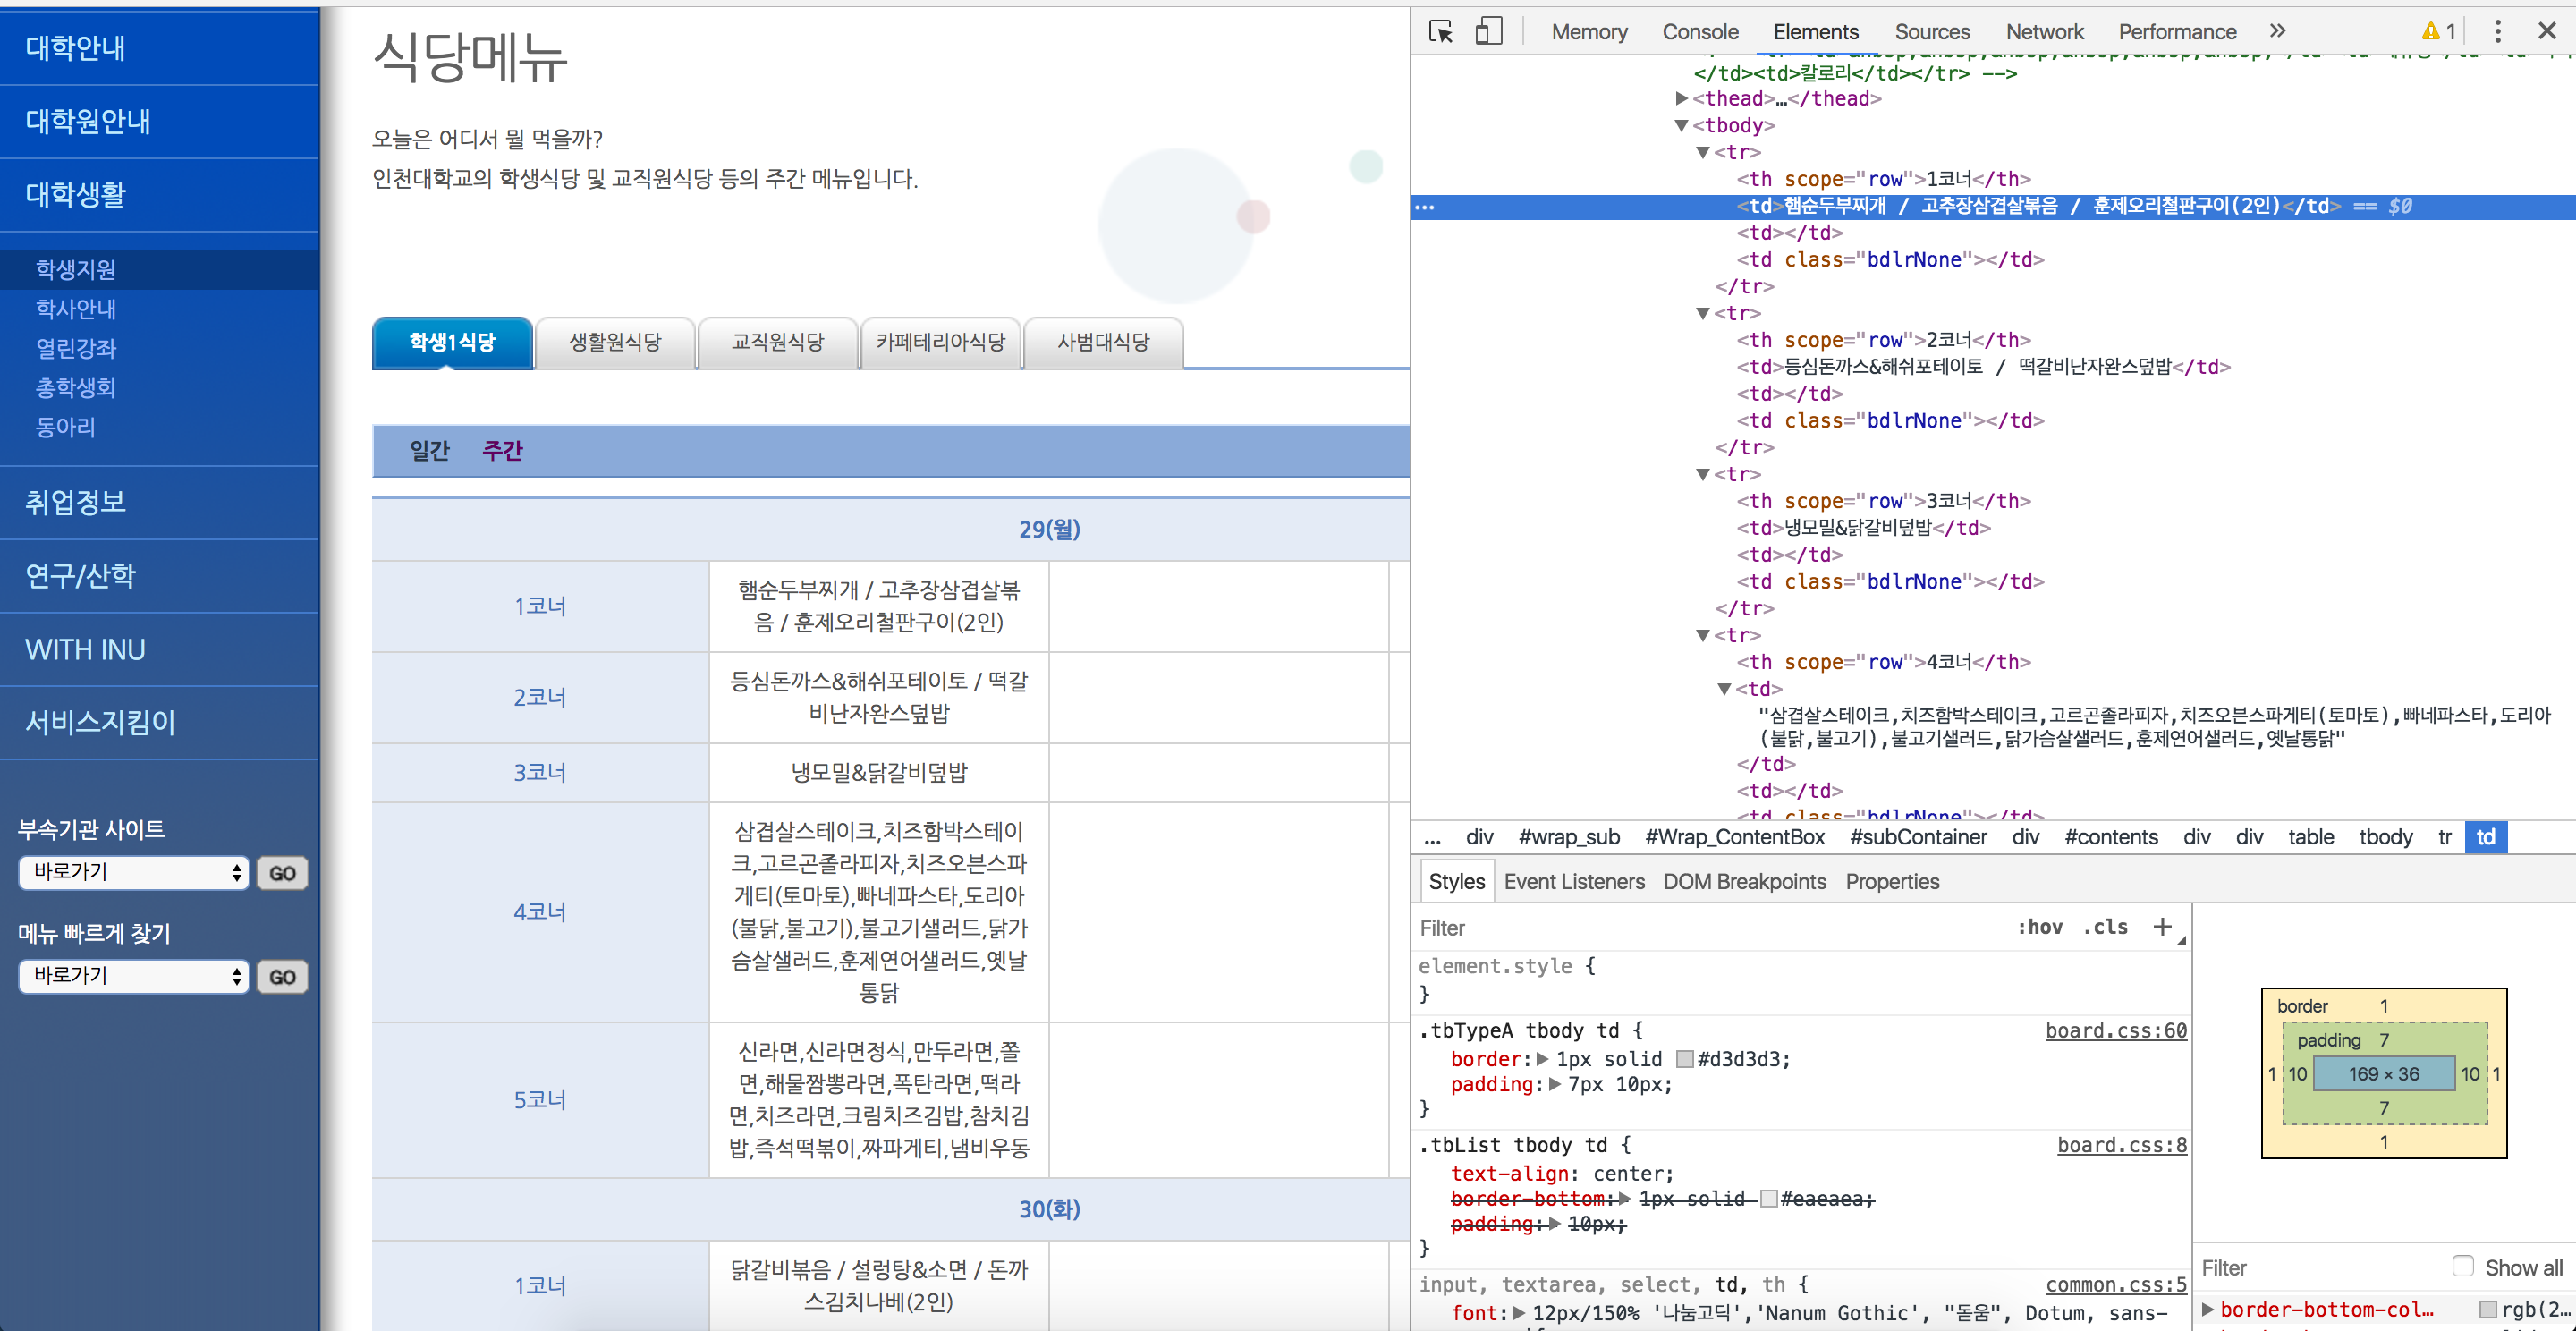 대학안내
대학원안내
대학생활
학생지원
학사안내
열린강좌
총학생회
동아리
취업정보
연구/산학
WITH INU
서비스지킴이
부속기관 사이트
바로가기
GO
메뉴 빠르게 찾기
바로가기
GO
식당메뉴
오늘은 어디서 뭘 먹을까?
인천대학교의 학생식당 및 교직원식당 등의 주간 메뉴입니다.
학생1식당 생활원식당 교직원식당 카페테리아식당 사범대식당
일간 주간
29(월)
1코너
햄순두부찌개 / 고추장삼겹살볶
음 / 훈제오리철판구이(2인)
2코너
등심돈까스&해쉬포테이토 / 떡갈
비난자완스덮밥
3코너
냉모밀&닭갈비덮밥
4코너
삼겹살스테이크,치즈함박스테이
크,고르곤졸라피자,치즈오븐스파
게티(토마토),빠네파스타,도리아
(불닭,불고기),불고기샐러드,닭가
슴살샐러드,훈제연어샐러드,옛날
통닭
5코너
신라면,신라면정식,만두라면,쫄
면,해물짬뽕라면,폭탄라면,떡라
면,치즈라면,크림치즈김밥,참치김
밥,즉석떡볶이,짜파게티,냄비우동
30(화)
1코너
닭갈비볶음 / 설렁탕&소면 / 돈까
스김치나베(2인)
Memory Console Elements Sources Network Performance » 1
</td><td>칼로리</td></tr> -->
<thead>…</thead>
<tbody>
<tr>
<th scope="row">1코너</th>
<td>햄순두부찌개 / 고추장삼겹살볶음 / 훈제오리철판구이(2인)</td> == $0
<td></td>
<td class="bdlrNone"></td>
</tr>
<tr>
<th scope="row">2코너</th>
<td>등심돈까스&해쉬포테이토 / 떡갈비난자완스덮밥</td>
<td></td>
<td class="bdlrNone"></td>
</tr>
<tr>
<th scope="row">3코너</th>
<td>냉모밀&닭갈비덮밥</td>
<td></td>
<td class="bdlrNone"></td>
</tr>
<tr>
<th scope="row">4코너</th>
<td>
"삼겹살스테이크,치즈함박스테이크,고르곤졸라피자,치즈오븐스파게티(토마토),빠네파스타,도리아
(불닭,불고기),불고기샐러드,닭가슴살샐러드,훈제연어샐러드,옛날통닭"
</td>
<td></td>
<td class="bdlrNone"></td>
... div #wrap_sub #Wrap_ContentBox #subContainer div #contents div div table tbody tr td
Styles Event Listeners DOM Breakpoints Properties
Filter :hov .cls +
element.style {
}
.tbTypeA tbody td { board.css:60
border: 1px solid #d3d3d3;
padding: 7px 10px;
}
.tbList tbody td { board.css:8
text-align: center;
border-bottom: 1px solid #eaeaea;
padding: 10px;
}
input, textarea, select, td, th { common.css:5
font: 12px/150% '나눔고딕','Nanum Gothic', "돋움", Dotum, sans-
border 1
padding 7
1 10 169 × 36 10 1
7
1
Filter Show all
border-bottom-col… rgb(2…